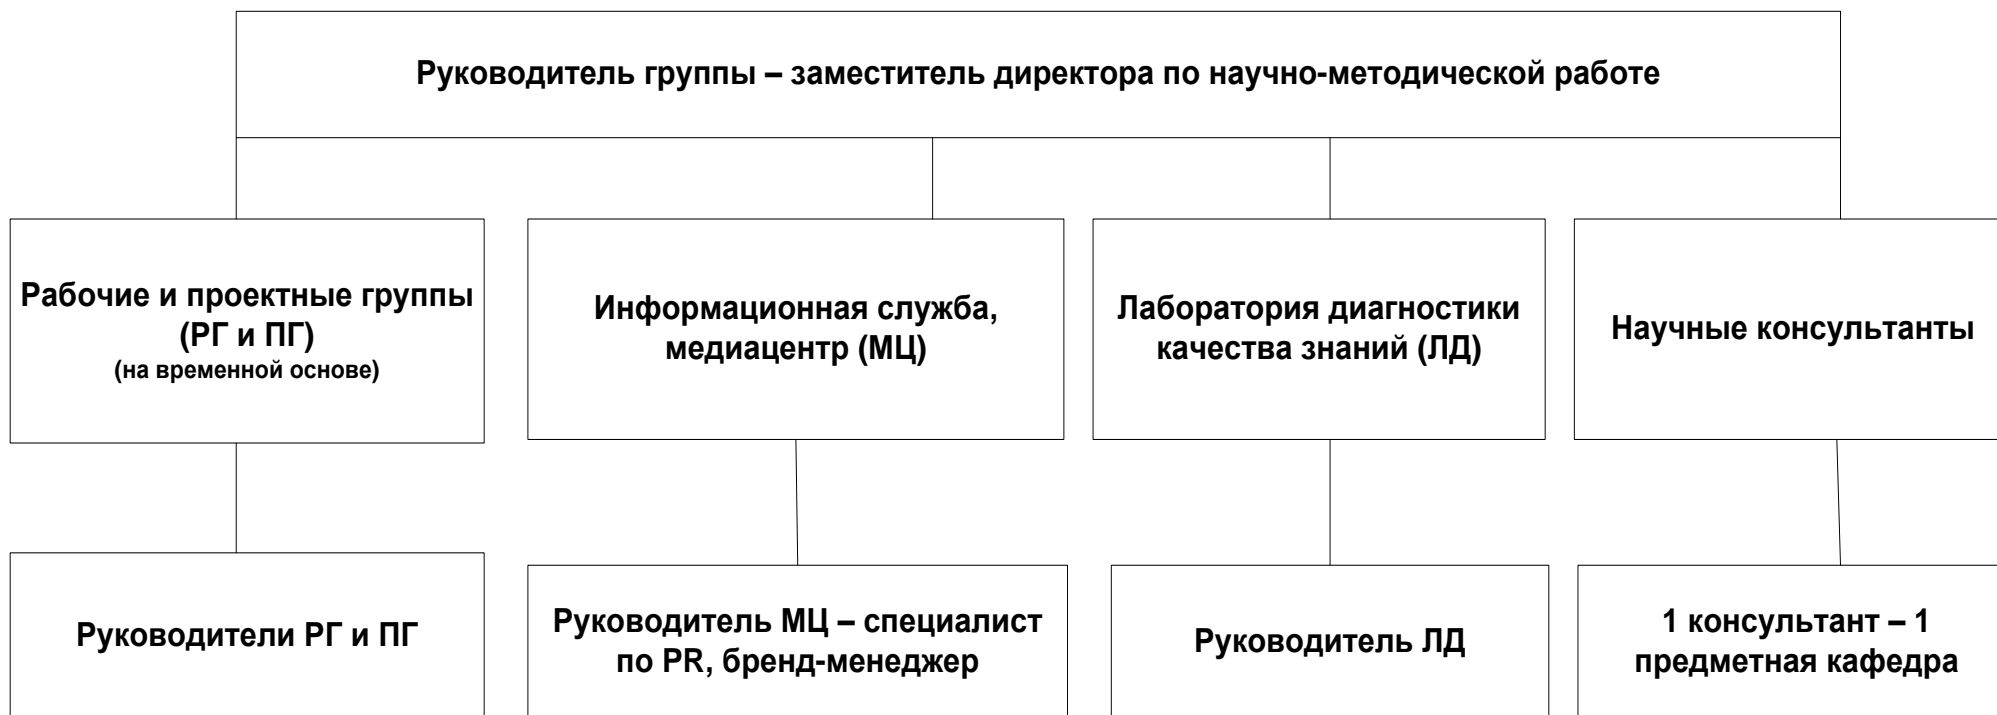 Руководитель группы – заместитель директора по научно-методической работе
Рабочие и проектные группы
(РГ и ПГ)
(на временной основе)
Информационная служба,
медиацентр (МЦ)
Лаборатория диагностики
качества знаний (ЛД)
Научные консультанты
Руководители РГ и ПГ
Руководитель МЦ – специалист
по PR, бренд-менеджер
Руководитель ЛД
1 консультант – 1
предметная кафедра